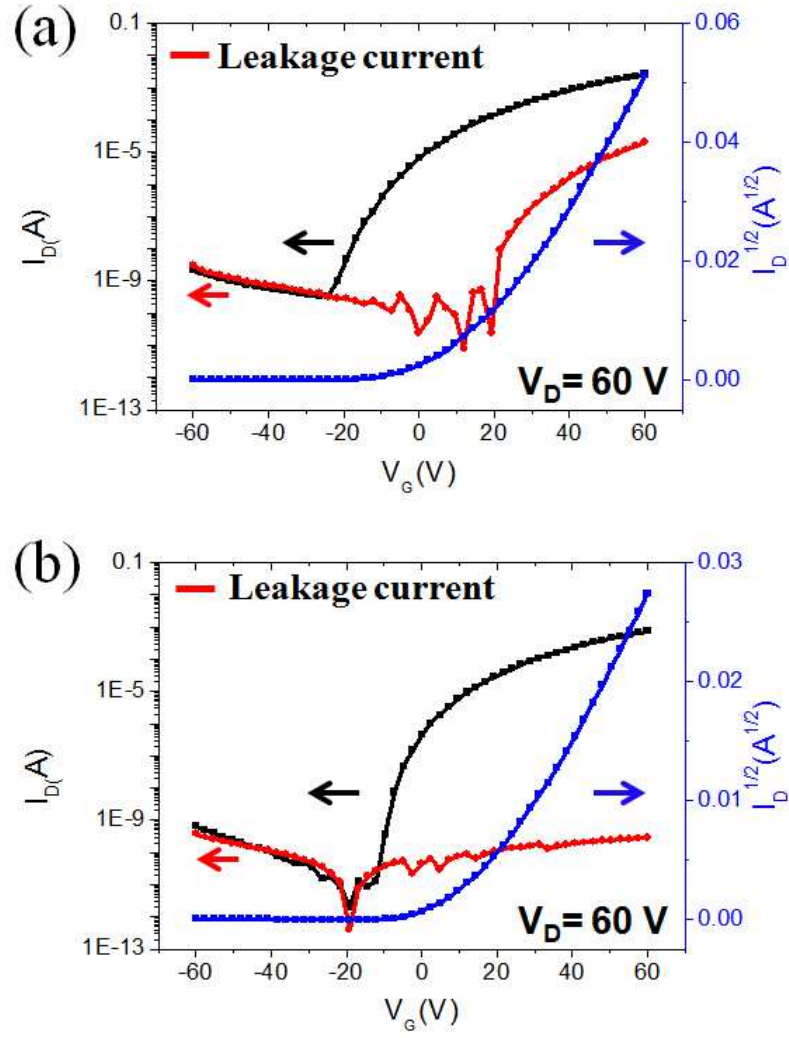 (a)
Leakage current
0.1
1E-5
1E-9
1E-13
I_D(A)
-60 -40 -20 0 20 40 60
V_G(V)
0.06
0.04
0.02
0.00
I_D^1/2(A^1/2)
V_D= 60 V
(b)
Leakage current
0.1
1E-5
1E-9
1E-13
I_D(A)
-60 -40 -20 0 20 40 60
V_G(V)
0.03
0.02
0.01
0.00
I_D^1/2(A^1/2)
V_D= 60 V